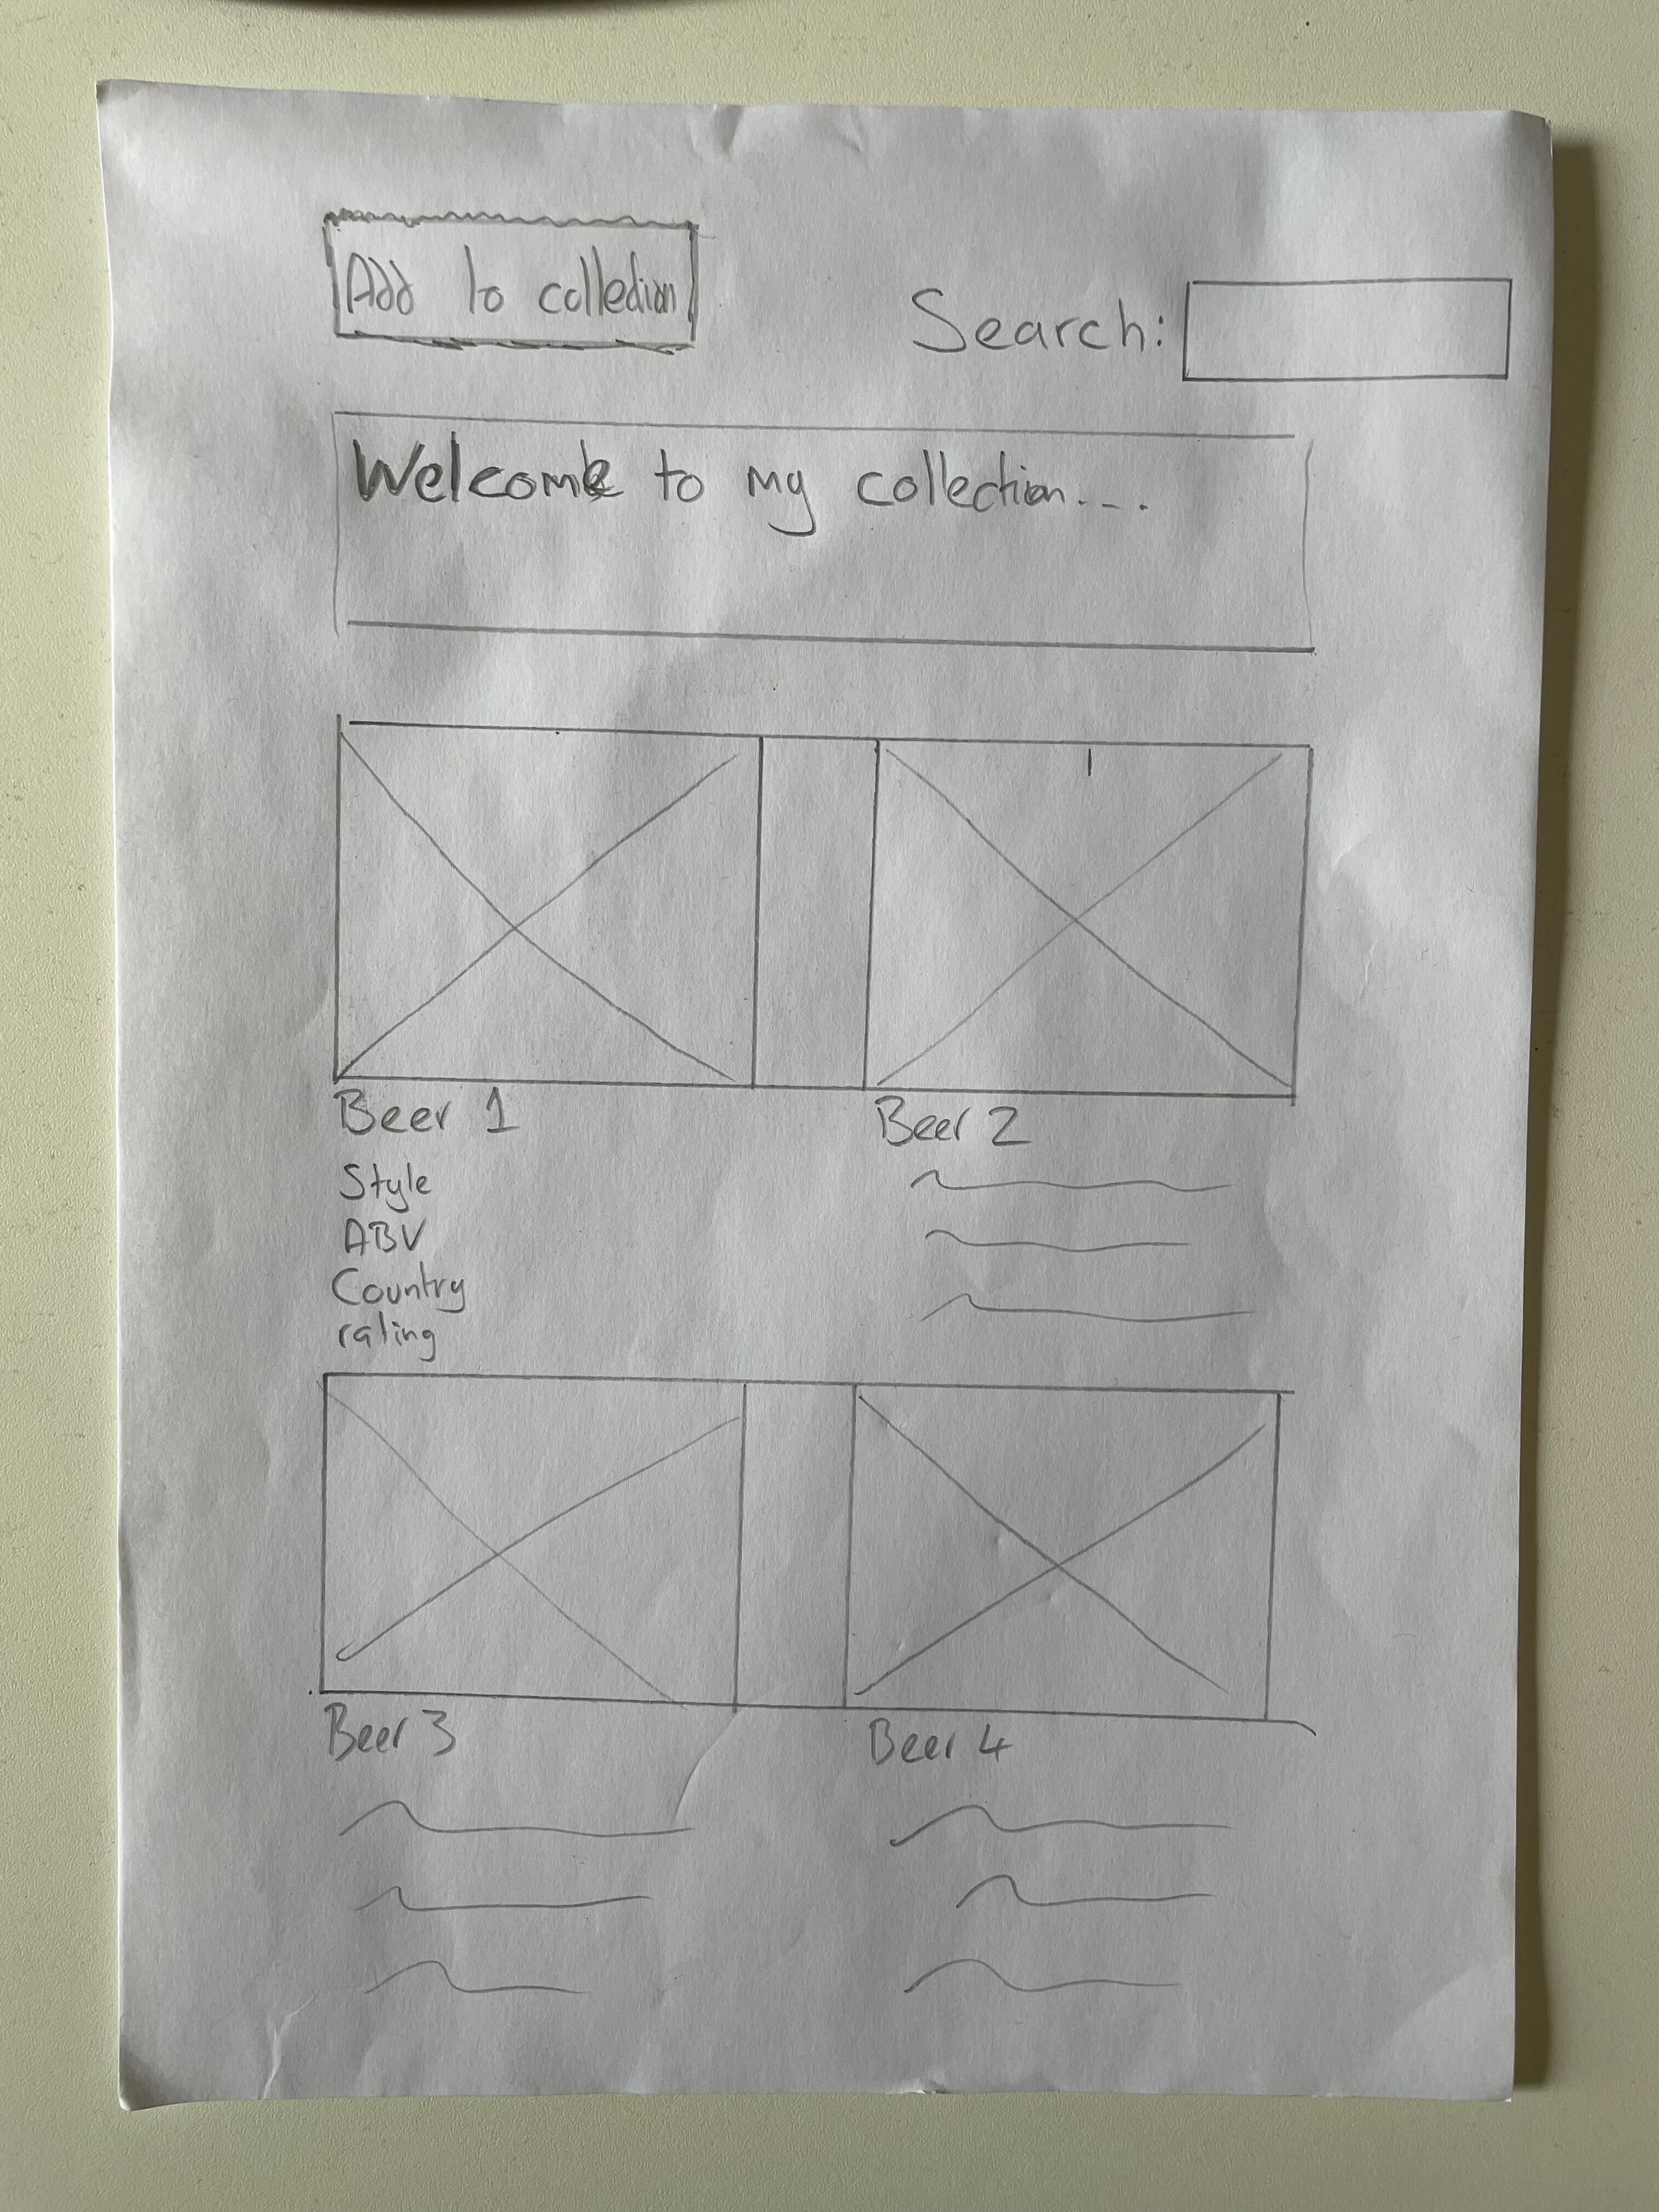 Add to collection
Search:
Welcome to my collection...
Beer 1
Beer 2
Style
ABV
Country
rating
Beer 3
Beer 4